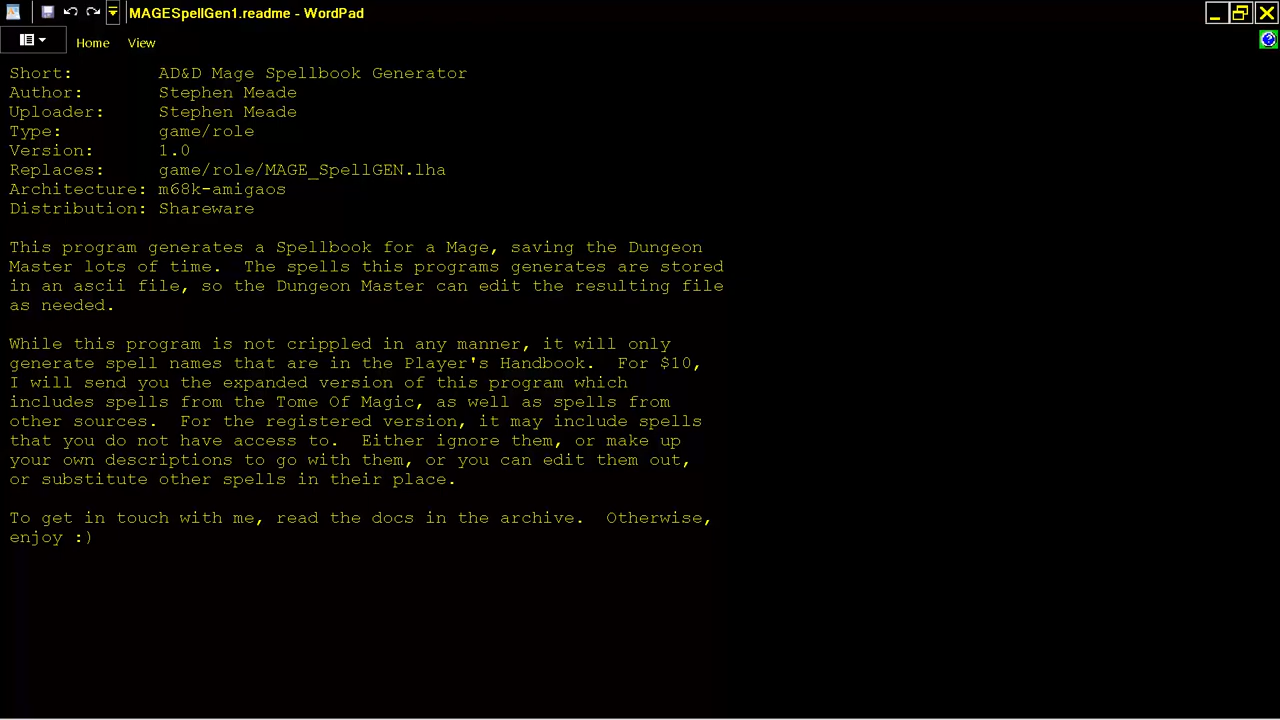 MAGESpellGen1.readme - WordPad
Home View
Short: AD&D Mage Spellbook Generator
Author: Stephen Meade
Uploader: Stephen Meade
Type: game/role
Version: 1.0
Replaces: game/role/MAGE_SpellGEN.lha
Architecture: m68k-amigaos
Distribution: Shareware
This program generates a Spellbook for a Mage, saving the Dungeon
Master lots of time.  The spells this programs generates are stored
in an ascii file, so the Dungeon Master can edit the resulting file
as needed.
While this program is not crippled in any manner, it will only
generate spell names that are in the Player's Handbook.  For $10,
I will send you the expanded version of this program which
includes spells from the Tome Of Magic, as well as spells from
other sources.  For the registered version, it may include spells
that you do not have access to.  Either ignore them, or make up
your own descriptions to go with them, or you can edit them out,
or substitute other spells in their place.
To get in touch with me, read the docs in the archive.  Otherwise,
enjoy :)